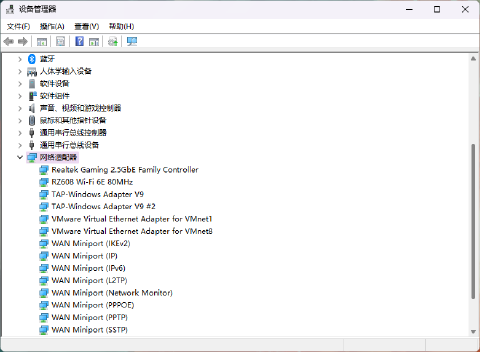 设备管理器
文件(F) 操作(A) 查看(V) 帮助(H)
蓝牙
人体学输入设备
软件设备
软件组件
声音、视频和游戏控制器
鼠标和其他指针设备
通用串行总线控制器
通用串行总线设备
网络适配器
Realtek Gaming 2.5GbE Family Controller
RZ608 Wi-Fi 6E 80MHz
TAP-Windows Adapter V9
TAP-Windows Adapter V9 #2
VMware Virtual Ethernet Adapter for VMnet1
VMware Virtual Ethernet Adapter for VMnet8
WAN Miniport (IKEv2)
WAN Miniport (IP)
WAN Miniport (IPv6)
WAN Miniport (L2TP)
WAN Miniport (Network Monitor)
WAN Miniport (PPPOE)
WAN Miniport (PPTP)
WAN Miniport (SSTP)